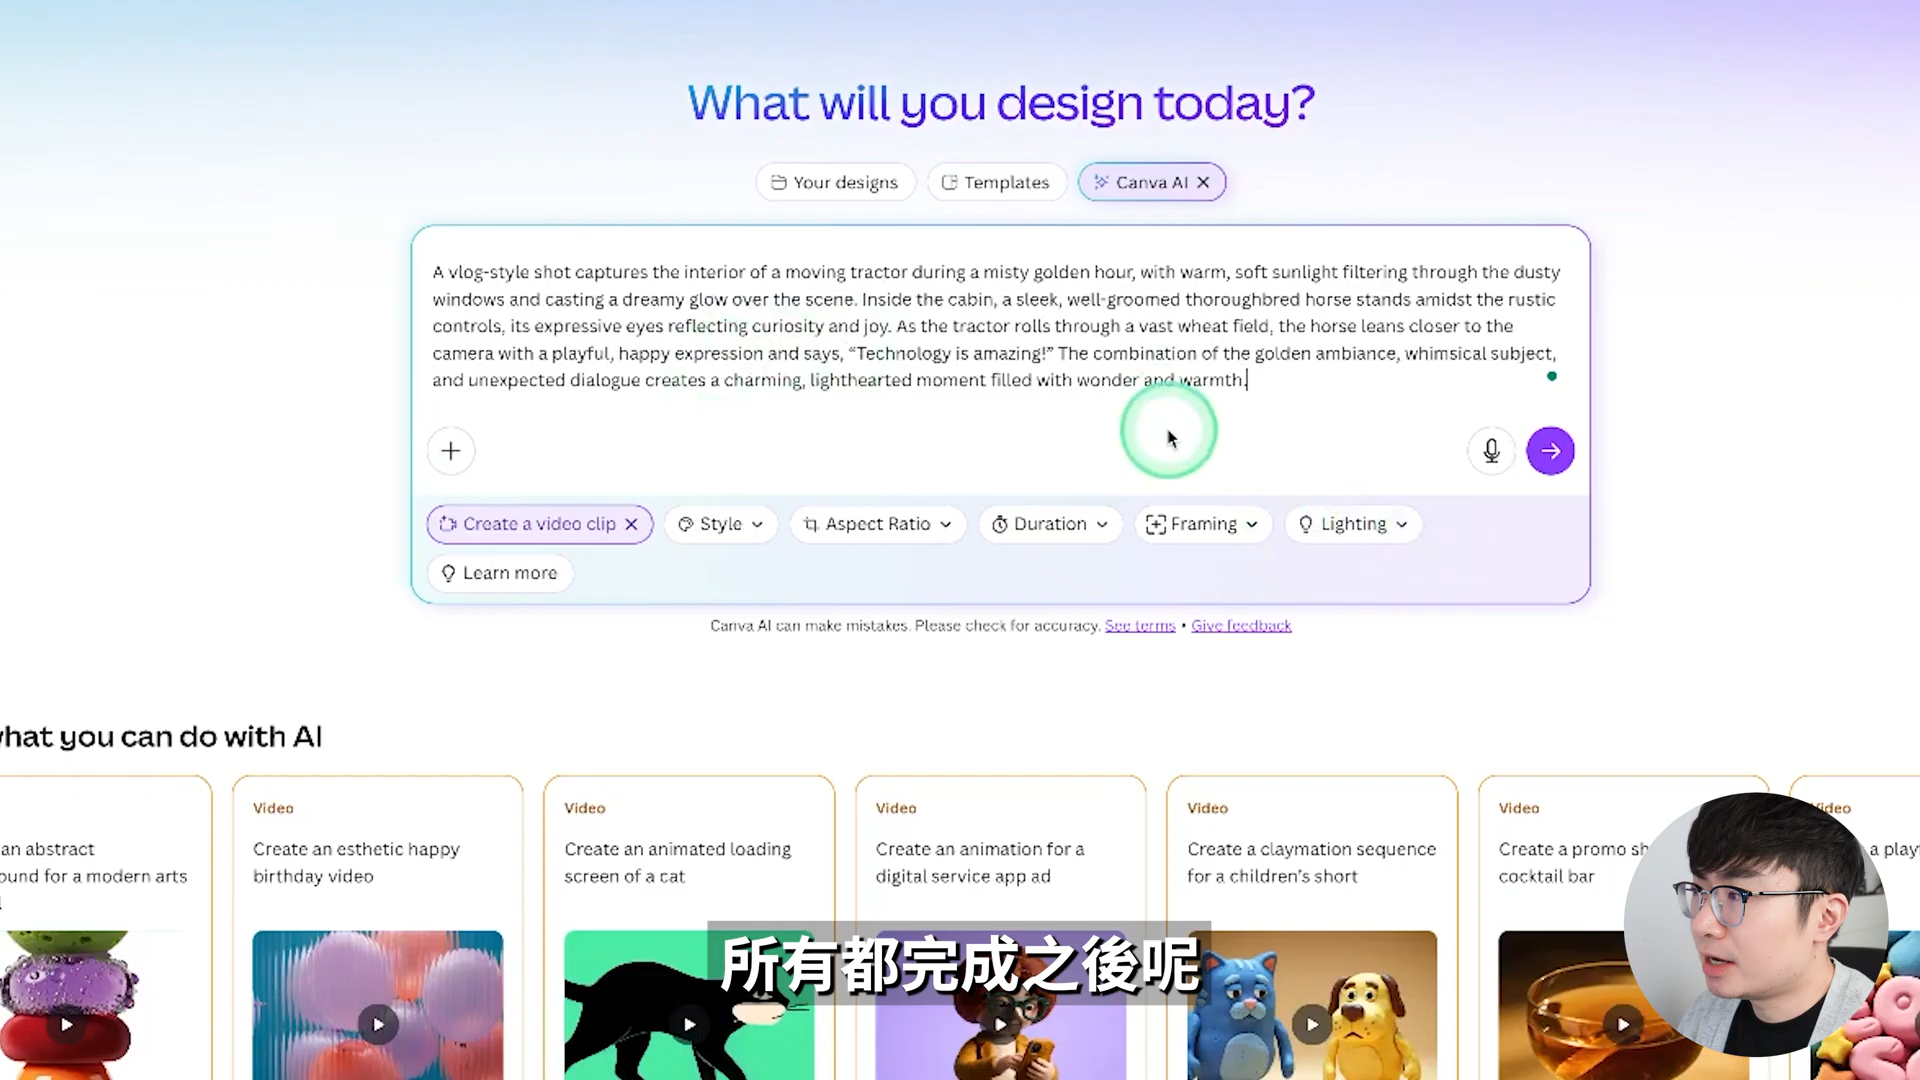 What will you design today?
Your designs
Templates
Canva AI
A vlog-style shot captures the interior of a moving tractor during a misty golden hour, with warm, soft sunlight filtering through the dusty
windows and casting a dreamy glow over the scene. Inside the cabin, a sleek, well-groomed thoroughbred horse stands amidst the rustic
controls, its expressive eyes reflecting curiosity and joy. As the tractor rolls through a vast wheat field, the horse leans closer to the
camera with a playful, happy expression and says, “Technology is amazing!” The combination of the golden ambiance, whimsical subject,
and unexpected dialogue creates a charming, lighthearted moment filled with wonder and warmth.
Create a video clip
Style
Aspect Ratio
Duration
Framing
Lighting
Learn more
Canva AI can make mistakes. Please check for accuracy. See terms • Give feedback
what you can do with AI
an abstract
ound for a modern arts
Video
Create an esthetic happy
birthday video
Video
Create an animated loading
screen of a cat
Video
Create an animation for a
digital service app ad
Video
Create a claymation sequence
for a children’s short
Video
Create a promo sh
cocktail bar
Video
a play
所有都完成之後呢